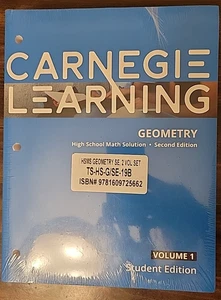 CARNEGIE
LEARNING
GEOMETRY
High School Math Solution • Second Edition
HSMS GEOMETRY SE, 2 VOL SET
TS-HS-G/SE-19B
ISBN# 9781609725662
VOLUME 1
Student Edition